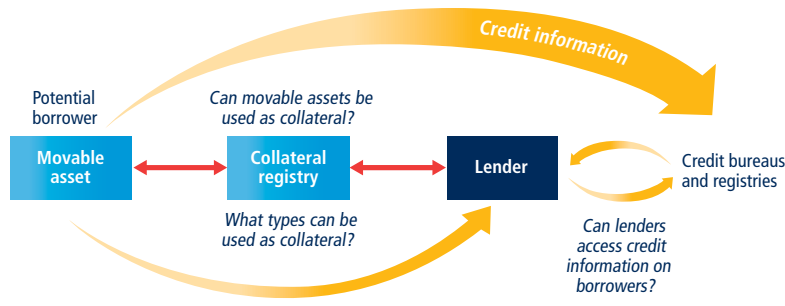 Credit information
Potential
borrower
Can movable assets be
used as collateral?
Movable
asset
Collateral
registry
Lender
Credit bureaus
and registries
What types can be
used as collateral?
Can lenders
access credit
information on
borrowers?